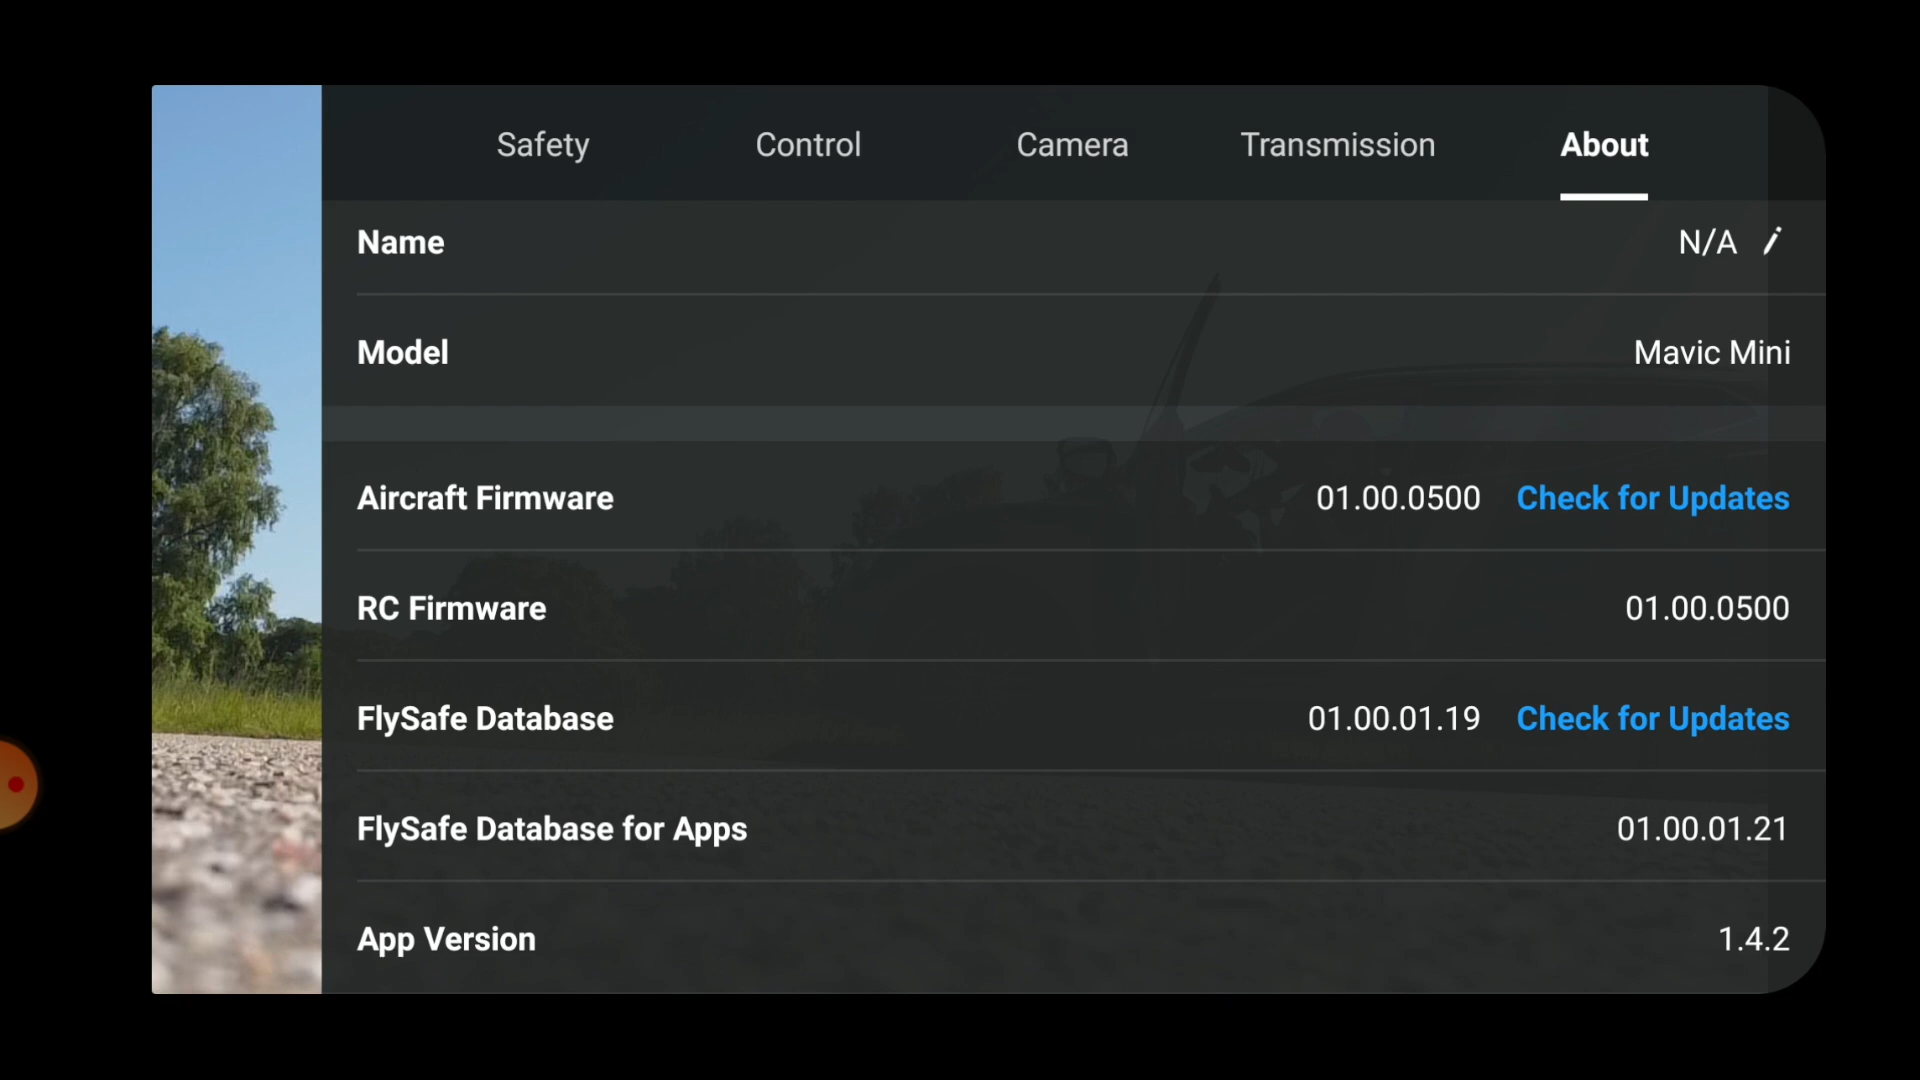 Safety Control Camera Transmission About
Name N/A
Model Mavic Mini
Aircraft Firmware 01.00.0500 Check for Updates
RC Firmware 01.00.0500
FlySafe Database 01.00.01.19 Check for Updates
FlySafe Database for Apps 01.00.01.21
App Version 1.4.2